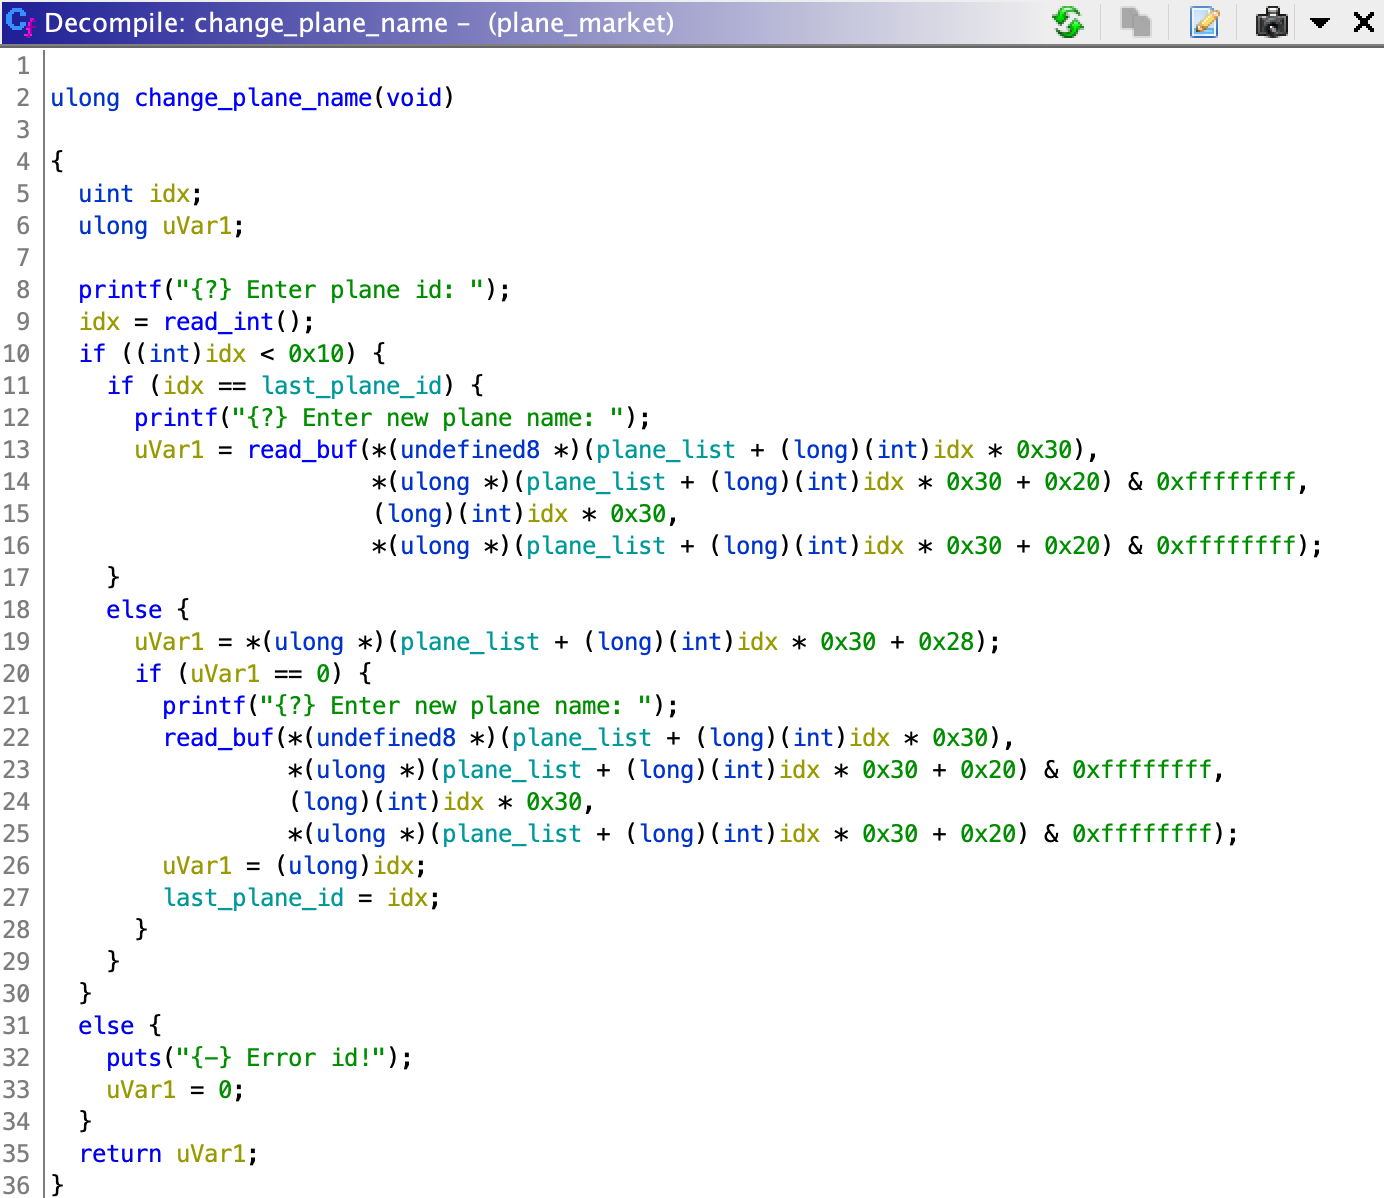 Decompile: change_plane_name – (plane_market)
1
2 ulong change_plane_name(void)
3
4 {
5   uint idx;
6   ulong uVar1;
7
8   printf("{?} Enter plane id: ");
9   idx = read_int();
10   if ((int)idx < 0x10) {
11     if (idx == last_plane_id) {
12       printf("{?} Enter new plane name: ");
13       uVar1 = read_buf(*(undefined8 *)(plane_list + (long)(int)idx * 0x30),
14                        *(ulong *)(plane_list + (long)(int)idx * 0x30 + 0x20) & 0xffffffff,
15                        (long)(int)idx * 0x30,
16                        *(ulong *)(plane_list + (long)(int)idx * 0x30 + 0x20) & 0xffffffff);
17     }
18     else {
19       uVar1 = *(ulong *)(plane_list + (long)(int)idx * 0x30 + 0x28);
20       if (uVar1 == 0) {
21         printf("{?} Enter new plane name: ");
22         read_buf(*(undefined8 *)(plane_list + (long)(int)idx * 0x30),
23                  *(ulong *)(plane_list + (long)(int)idx * 0x30 + 0x20) & 0xffffffff,
24                  (long)(int)idx * 0x30,
25                  *(ulong *)(plane_list + (long)(int)idx * 0x30 + 0x20) & 0xffffffff);
26         uVar1 = (ulong)idx;
27         last_plane_id = idx;
28       }
29     }
30   }
31   else {
32     puts("{-} Error id!");
33     uVar1 = 0;
34   }
35   return uVar1;
36 }